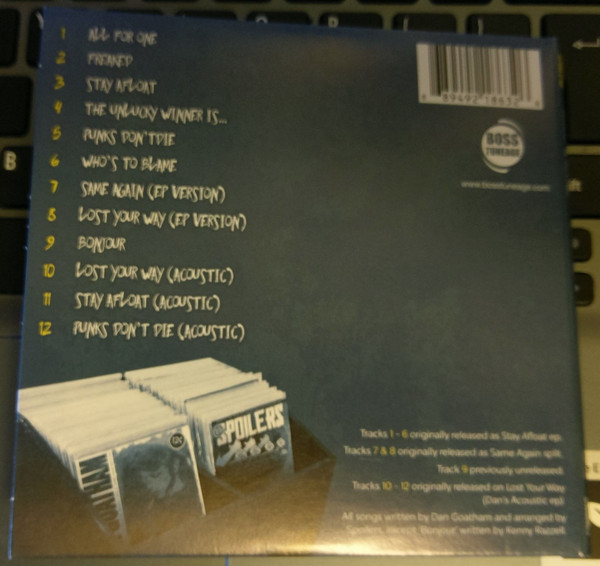 1 ALL FOR ONE
2 FREAKED
3 STAY AFLOAT
4 THE UNLUCKY WINNER IS...
5 PUNKS DON'T DIE
6 WHO'S TO BLAME
7 SAME AGAIN (EP VERSION)
8 LOST YOUR WAY (EP VERSION)
9 BONJOUR
10 LOST YOUR WAY (ACOUSTIC)
11 STAY AFLOAT (ACOUSTIC)
12 PUNKS DON'T DIE (ACOUSTIC)
BOSS
TUNEAGE
www.bosstuneage.com
SPOILERS
Tracks 1 - 6 originally released as Stay Afloat ep.
Tracks 7 & 8 originally released as Same Again split.
Track 9 previously unreleased.
Tracks 10 - 12 originally released on Lost Your Way
(Dan's Acoustic ep)
All songs written by Dan Goatham and arranged by
Spoilers, 'Bonjour' written by Kenny
B